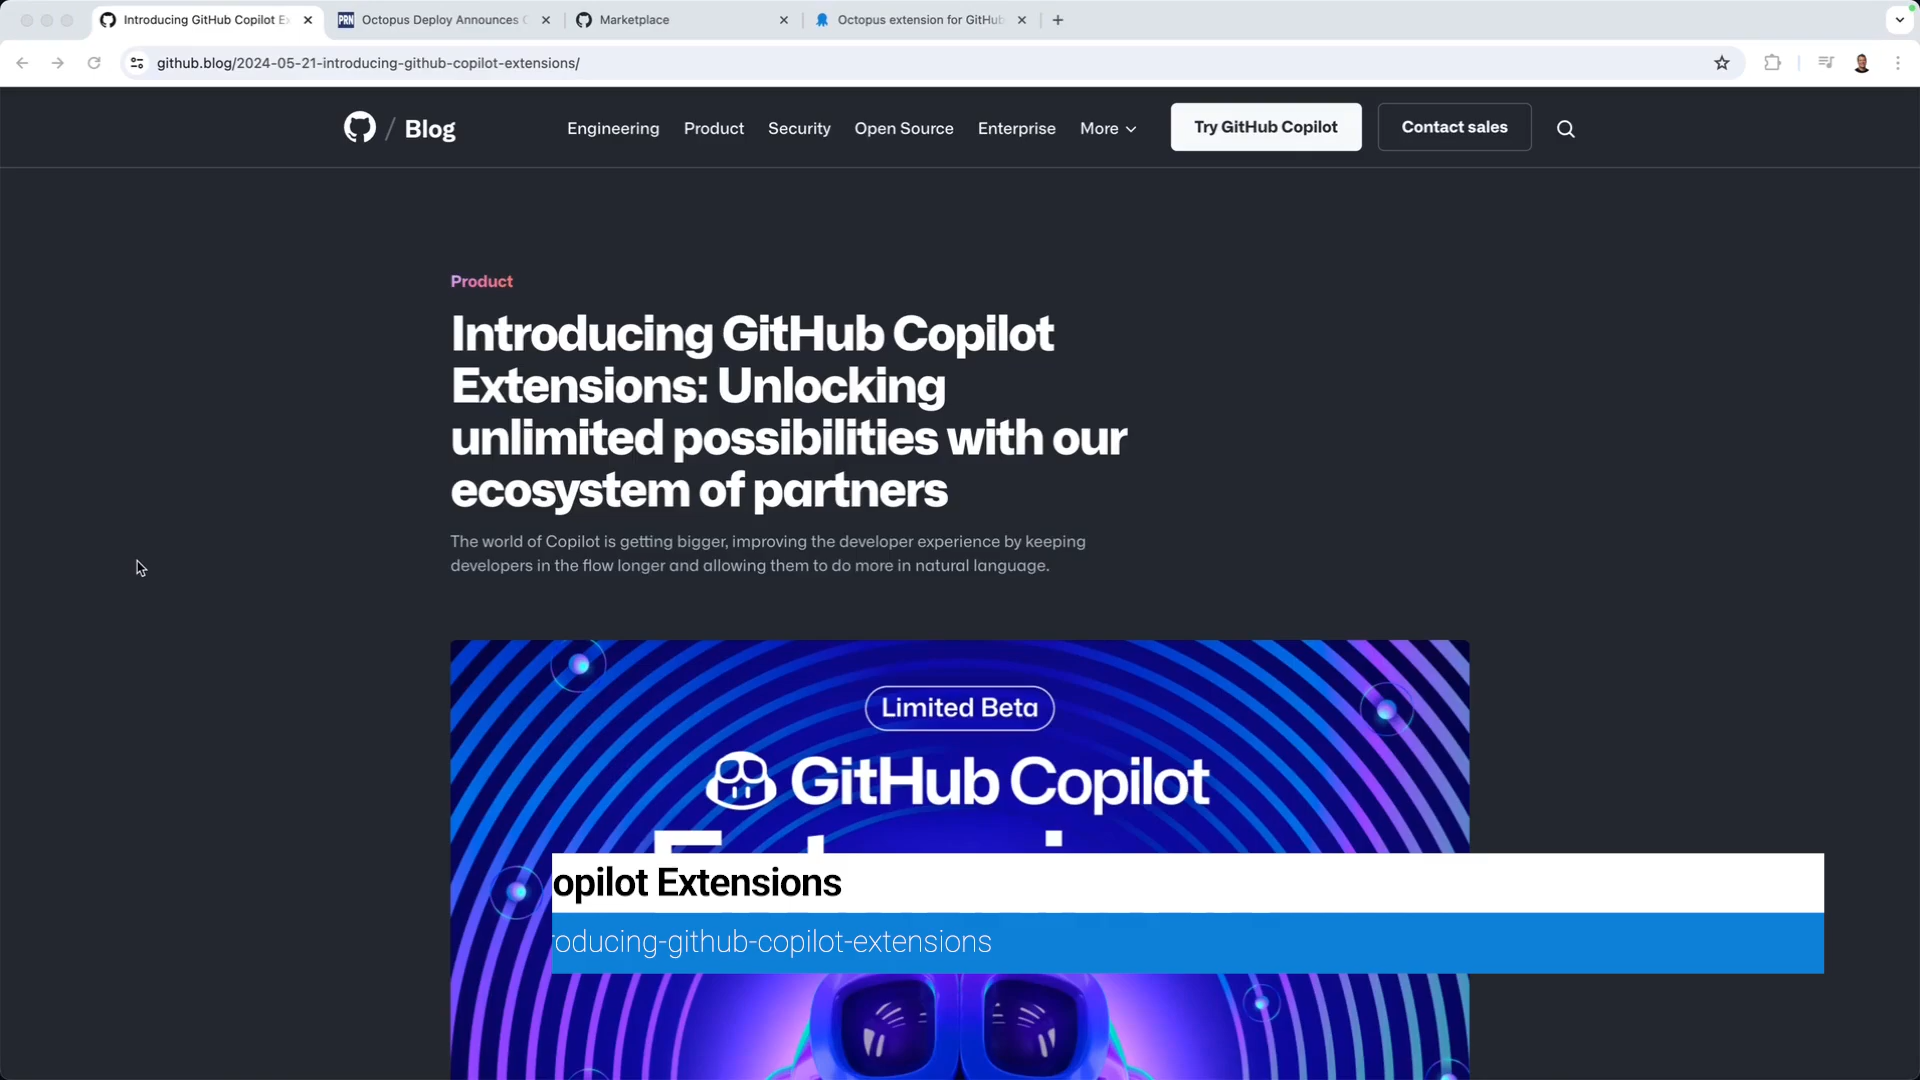 Introducing GitHub Copilot Ex
PRN Octopus Deploy Announces
Marketplace
Octopus extension for GitHub
github.blog/2024-05-21-introducing-github-copilot-extensions/
/ Blog
Engineering
Product
Security
Open Source
Enterprise
More
Try GitHub Copilot
Contact sales
Product
Introducing GitHub Copilot
Extensions: Unlocking
unlimited possibilities with our
ecosystem of partners
The world of Copilot is getting bigger, improving the developer experience by keeping
developers in the flow longer and allowing them to do more in natural language.
Limited Beta
GitHub Copilot
opilot Extensions
roducing-github-copilot-extensions